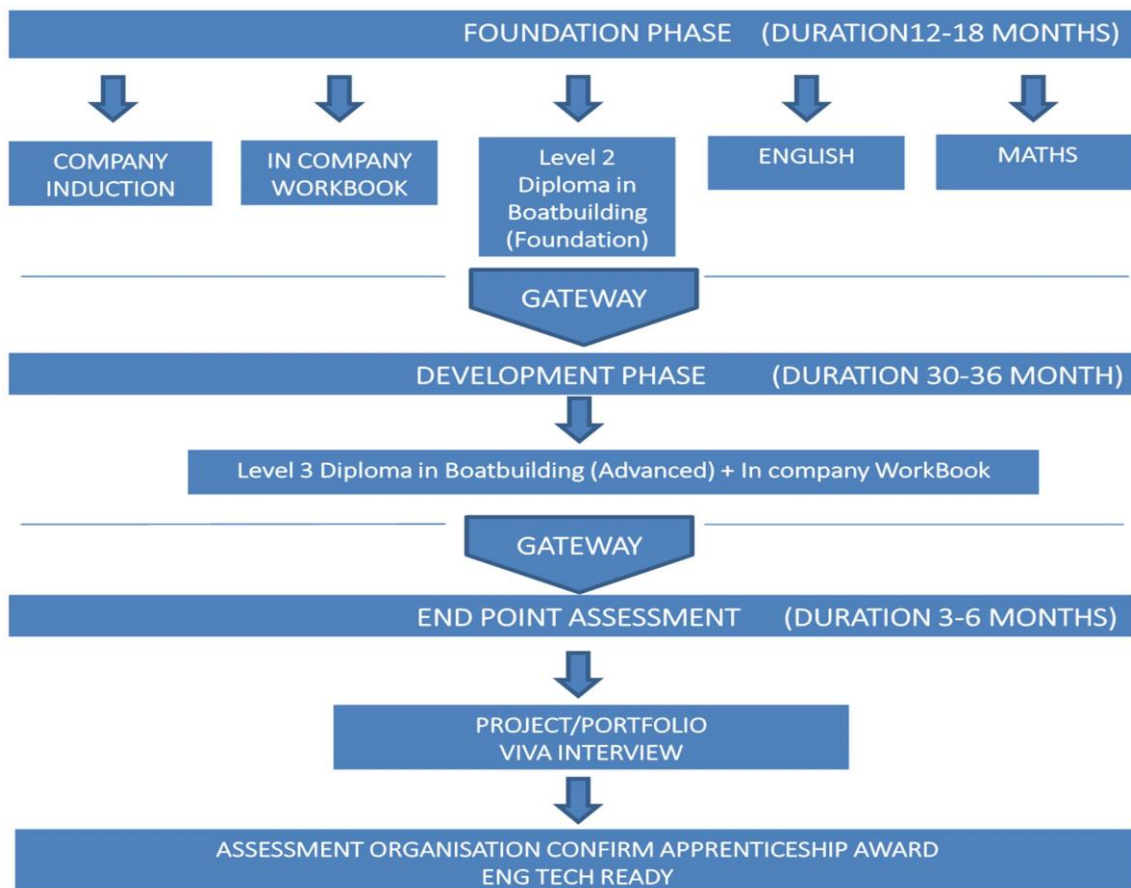 FOUNDATION PHASE (DURATION12-18 MONTHS)
COMPANY
INDUCTION
IN COMPANY
WORKBOOK
Level 2
Diploma in
Boatbuilding
(Foundation)
ENGLISH
MATHS
GATEWAY
DEVELOPMENT PHASE (DURATION 30-36 MONTH)
Level 3 Diploma in Boatbuilding (Advanced) + In company WorkBook
GATEWAY
END POINT ASSESSMENT (DURATION 3-6 MONTHS)
PROJECT/PORTFOLIO
VIVA INTERVIEW
ASSESSMENT ORGANISATION CONFIRM APPRENTICESHIP AWARD
ENG TECH READY